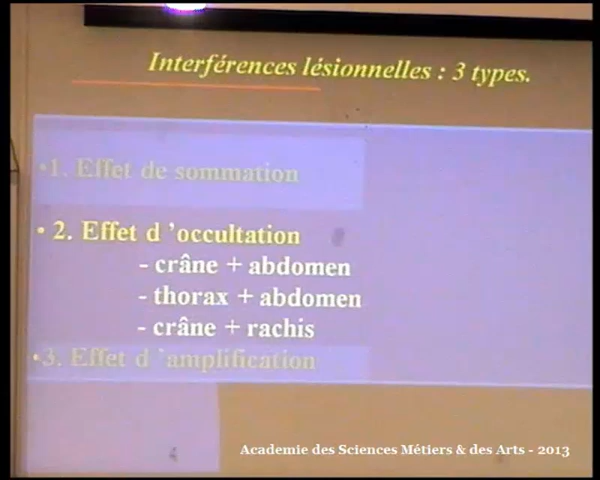 Interférences lésionnelles : 3 types.
•1. Effet de sommation
• 2. Effet d ’occultation
- crâne + abdomen
- thorax + abdomen
- crâne + rachis
•3. Effet d ’amplification
4
Academie des Sciences Métiers & des Arts - 2013